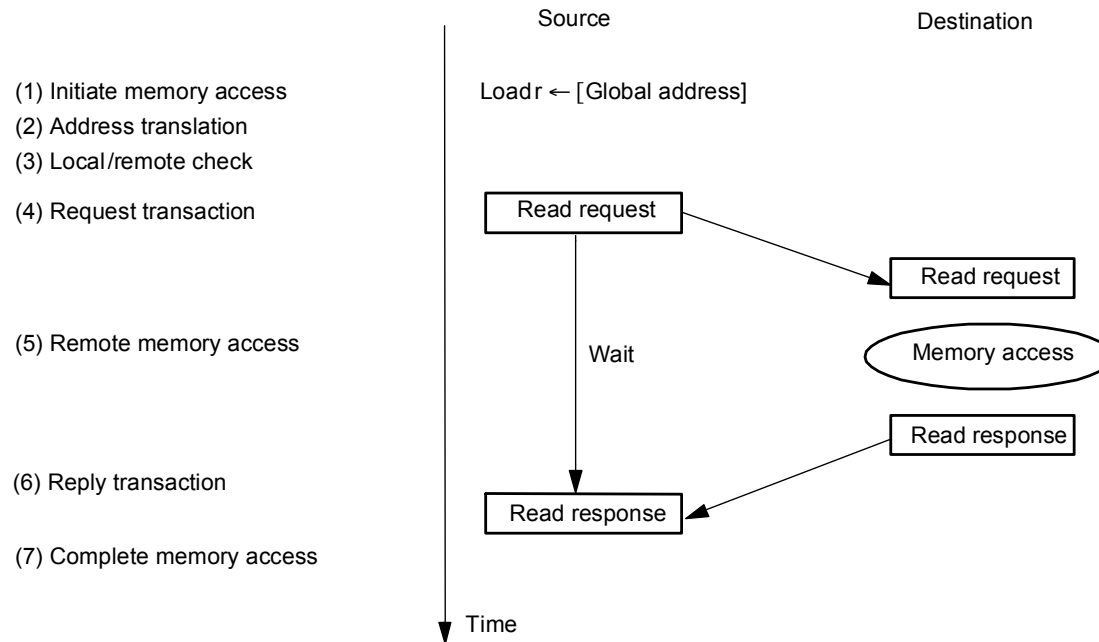 Source
Destination
(1) Initiate memory access
Load r ← [Global address]
(2) Address translation
(3) Local/remote check
(4) Request transaction
Read request
Read request
(5) Remote memory access
Wait
Memory access
Read response
(6) Reply transaction
Read response
(7) Complete memory access
Time